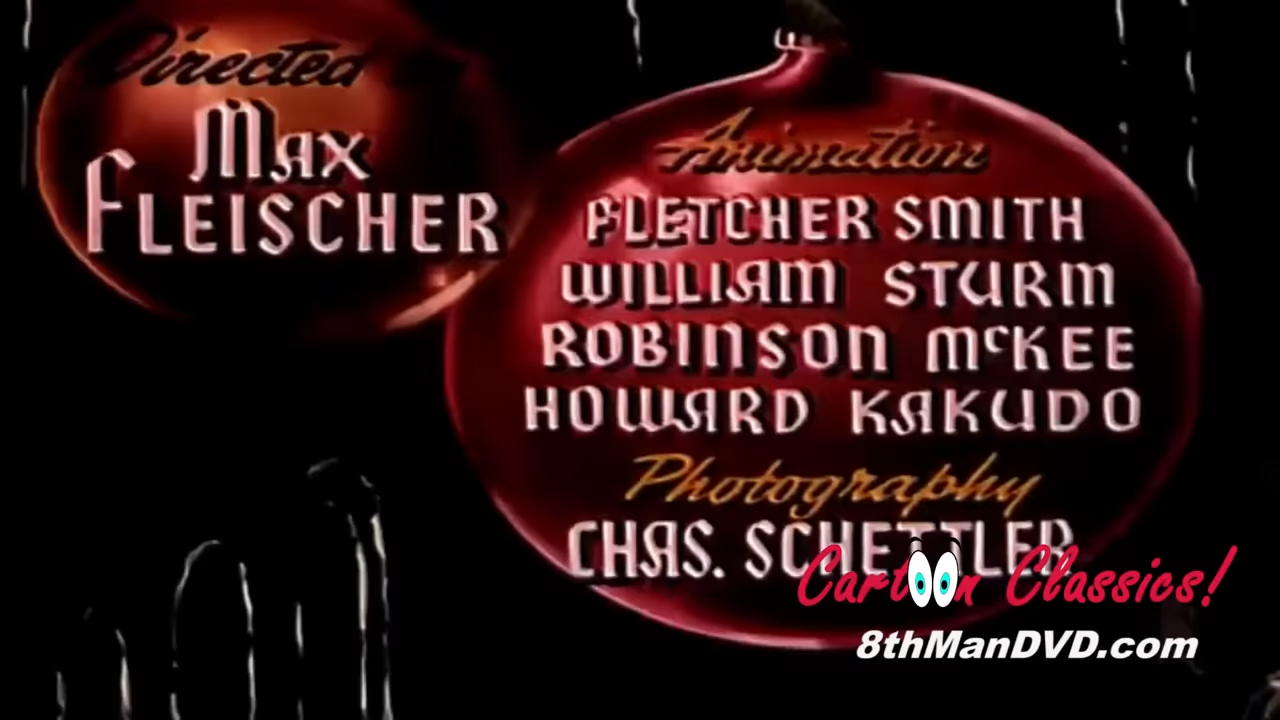 Directed
Max
FLEISCHER
Animation
FLETCHER SMITH
WILLIAM STURM
ROBINSON McKEE
HOWARD KAKUDO
Photography
CHAS. SCHETTLER
Cartoon Classics!
8thManDVD.com